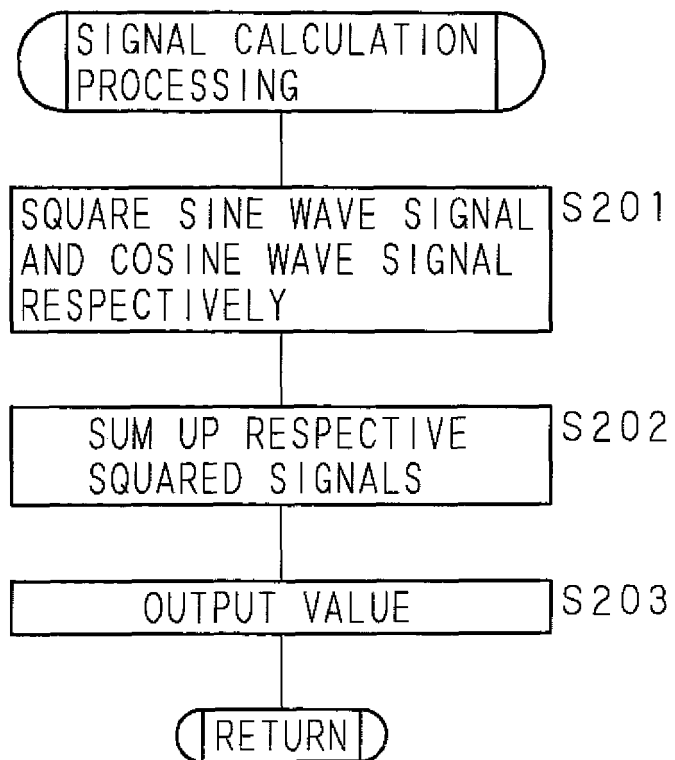 SIGNAL CALCULATION
PROCESSING
SQUARE SINE WAVE SIGNAL
AND COSINE WAVE SIGNAL
RESPECTIVELY
S201
SUM UP RESPECTIVE
SQUARED SIGNALS
S202
OUTPUT VALUE
S203
RETURN